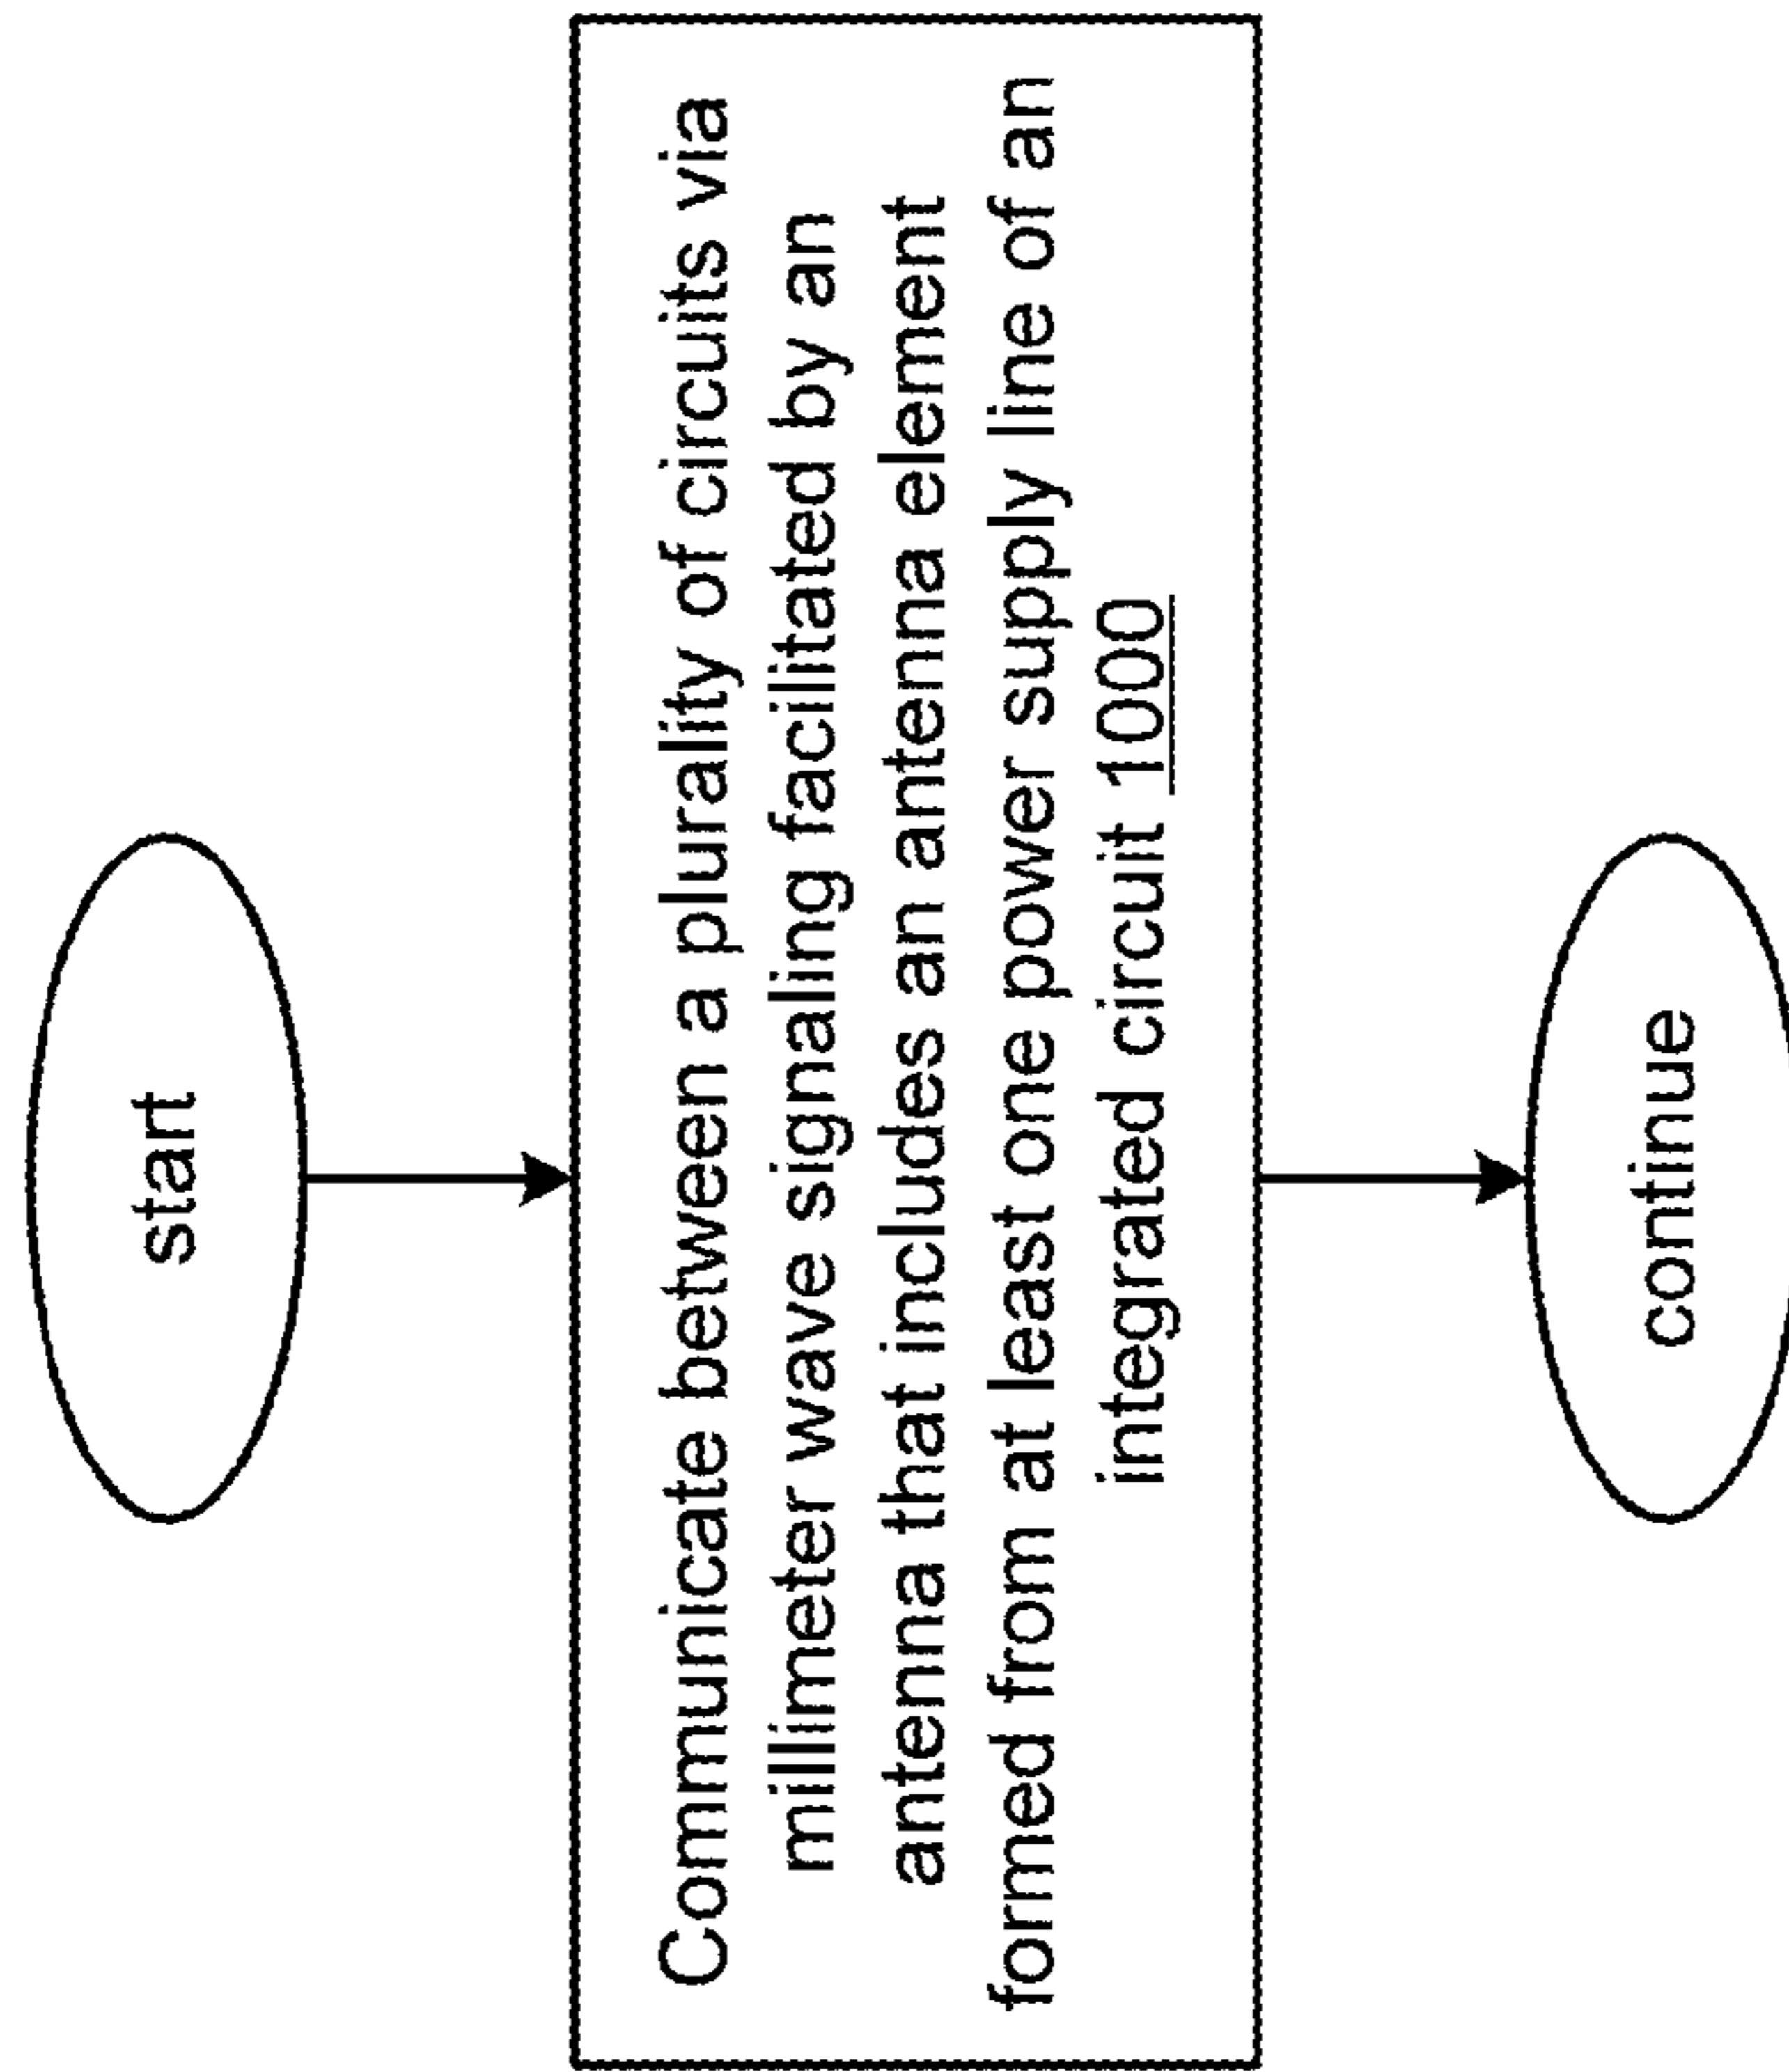 start
Communicate between a plurality of circuits via
millimeter wave signaling facilitated by an
antenna that includes an antenna element
formed from at least one power supply line of an
integrated circuit 1000
continue